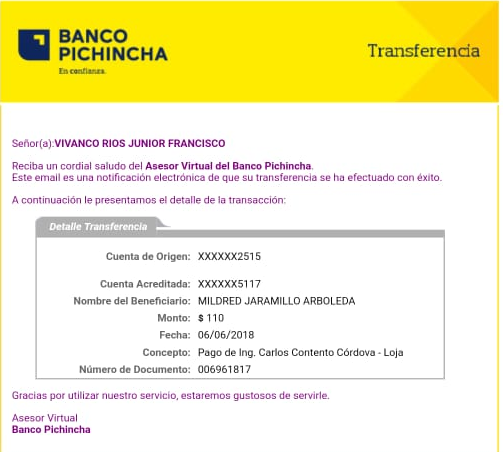 BANCO
PICHINCHA
En confianza.
Transferencia
Señor(a):VIVANCO RIOS JUNIOR FRANCISCO
Reciba un cordial saludo del Asesor Virtual del Banco Pichincha.
Este email es una notificación electrónica de que su transferencia se ha efectuado con éxito.
A continuación le presentamos el detalle de la transacción:
Detalle Transferencia
Cuenta de Origen: XXXXXX2515
Cuenta Acreditada: XXXXXX5117
Nombre del Beneficiario: MILDRED JARAMILLO ARBOLEDA
Monto: $ 110
Fecha: 06/06/2018
Concepto: Pago de Ing. Carlos Contento Córdova - Loja
Número de Documento: 006961817
Gracias por utilizar nuestro servicio, estaremos gustosos de servirle.
Asesor Virtual
Banco Pichincha